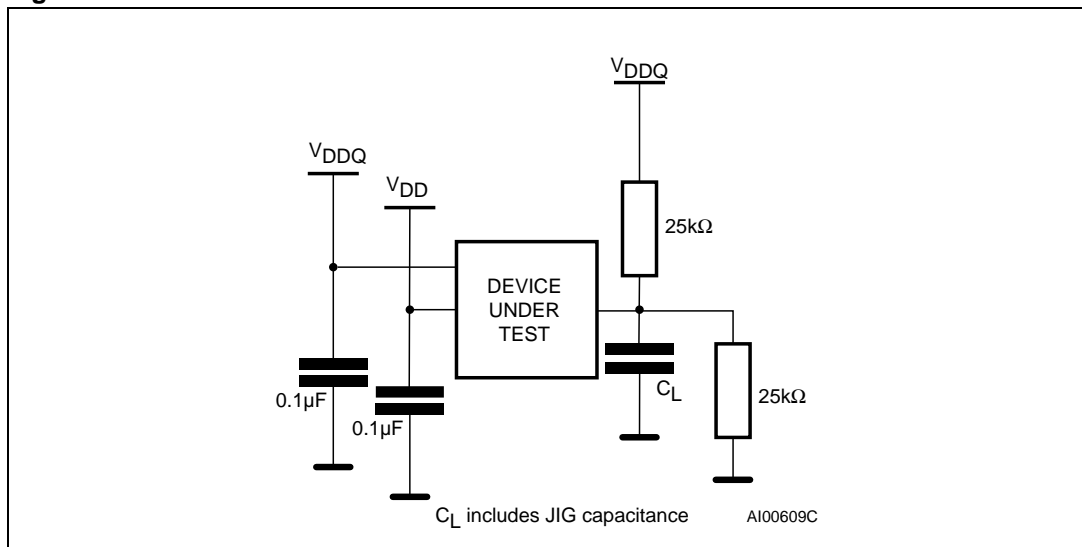 VDDQ
VDDQ
VDD
25kΩ
DEVICE
UNDER
TEST
0.1µF
0.1µF
CL
25kΩ
CL includes JIG capacitance
AI00609C